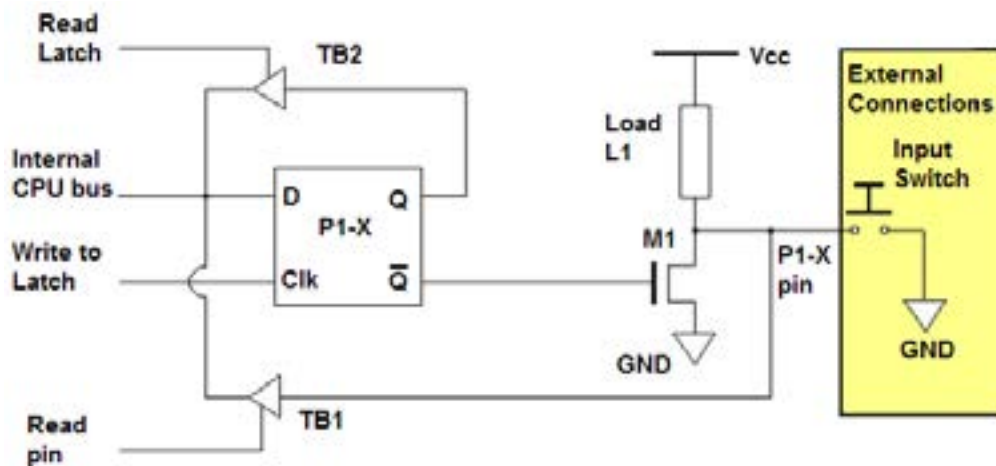 Read
Latch
TB2
Vcc
External
Connections
Load
L1
Input
Switch
Internal
CPU bus
D
Q
P1-X
Write to
Latch
Clk
Q̅
M1
P1-X
pin
GND
GND
TB1
Read
pin